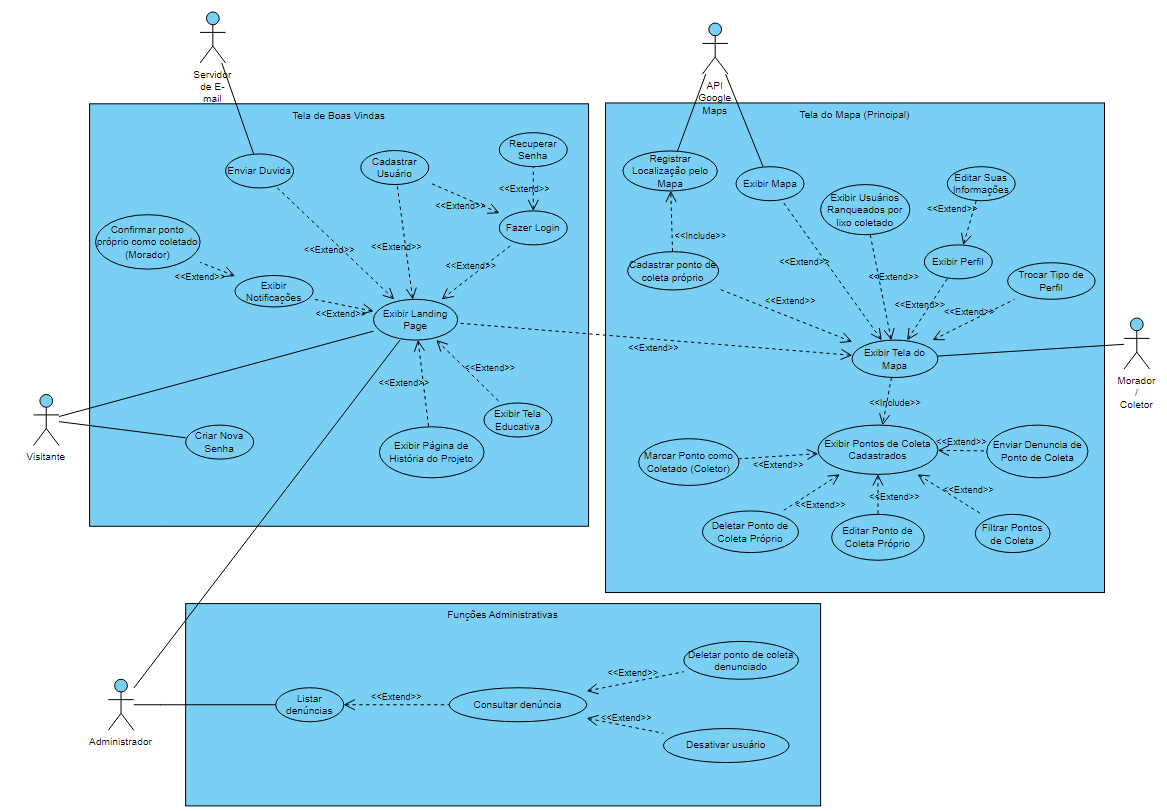 Servidor
de E-
mail
API
Google
Maps
Tela de Boas Vindas
Enviar Duvida
Cadastrar
Usuário
Recuperar
Senha
<<Extend>>
<<Extend>>
Fazer Login
Confirmar ponto
próprio como coletado
(Morador)
<<Extend>>
<<Extend>>
<<Extend>>
<<Extend>>
Exibir
Notificações
<<Extend>>
Exibir Landing
Page
<<Extend>>
<<Extend>>
<<Extend>>
Exibir Tela
Educativa
Exibir Página de
História do Projeto
Criar Nova
Senha
Visitante
Tela do Mapa (Principal)
Registrar
Localização pelo
Mapa
Exibir Mapa
Exibir Usuários
Ranqueados por
lixo coletado
Editar Suas
Informações
<<Extend>>
<<Include>>
Cadastrar ponto de
coleta próprio
<<Extend>>
Exibir Perfil
<<Extend>>
Trocar Tipo de
Perfil
<<Extend>>
<<Extend>>
<<Extend>>
Exibir Tela do
Mapa
Morador
/
Coletor
<<Include>>
Exibir Pontos de Coleta
Cadastrados
<<Extend>>
Enviar Denuncia de
Ponto de Coleta
Marcar Ponto como
Coletado (Coletor)
<<Extend>>
<<Extend>>
<<Extend>>
<<Extend>>
Deletar Ponto de
Coleta Próprio
Editar Ponto de
Coleta Próprio
Filtrar Pontos
de Coleta
Funções Administrativas
Deletar ponto de coleta
denunciado
<<Extend>>
Listar
denúncias
<<Extend>>
Consultar denúncia
<<Extend>>
Desativar usuário
Administrador